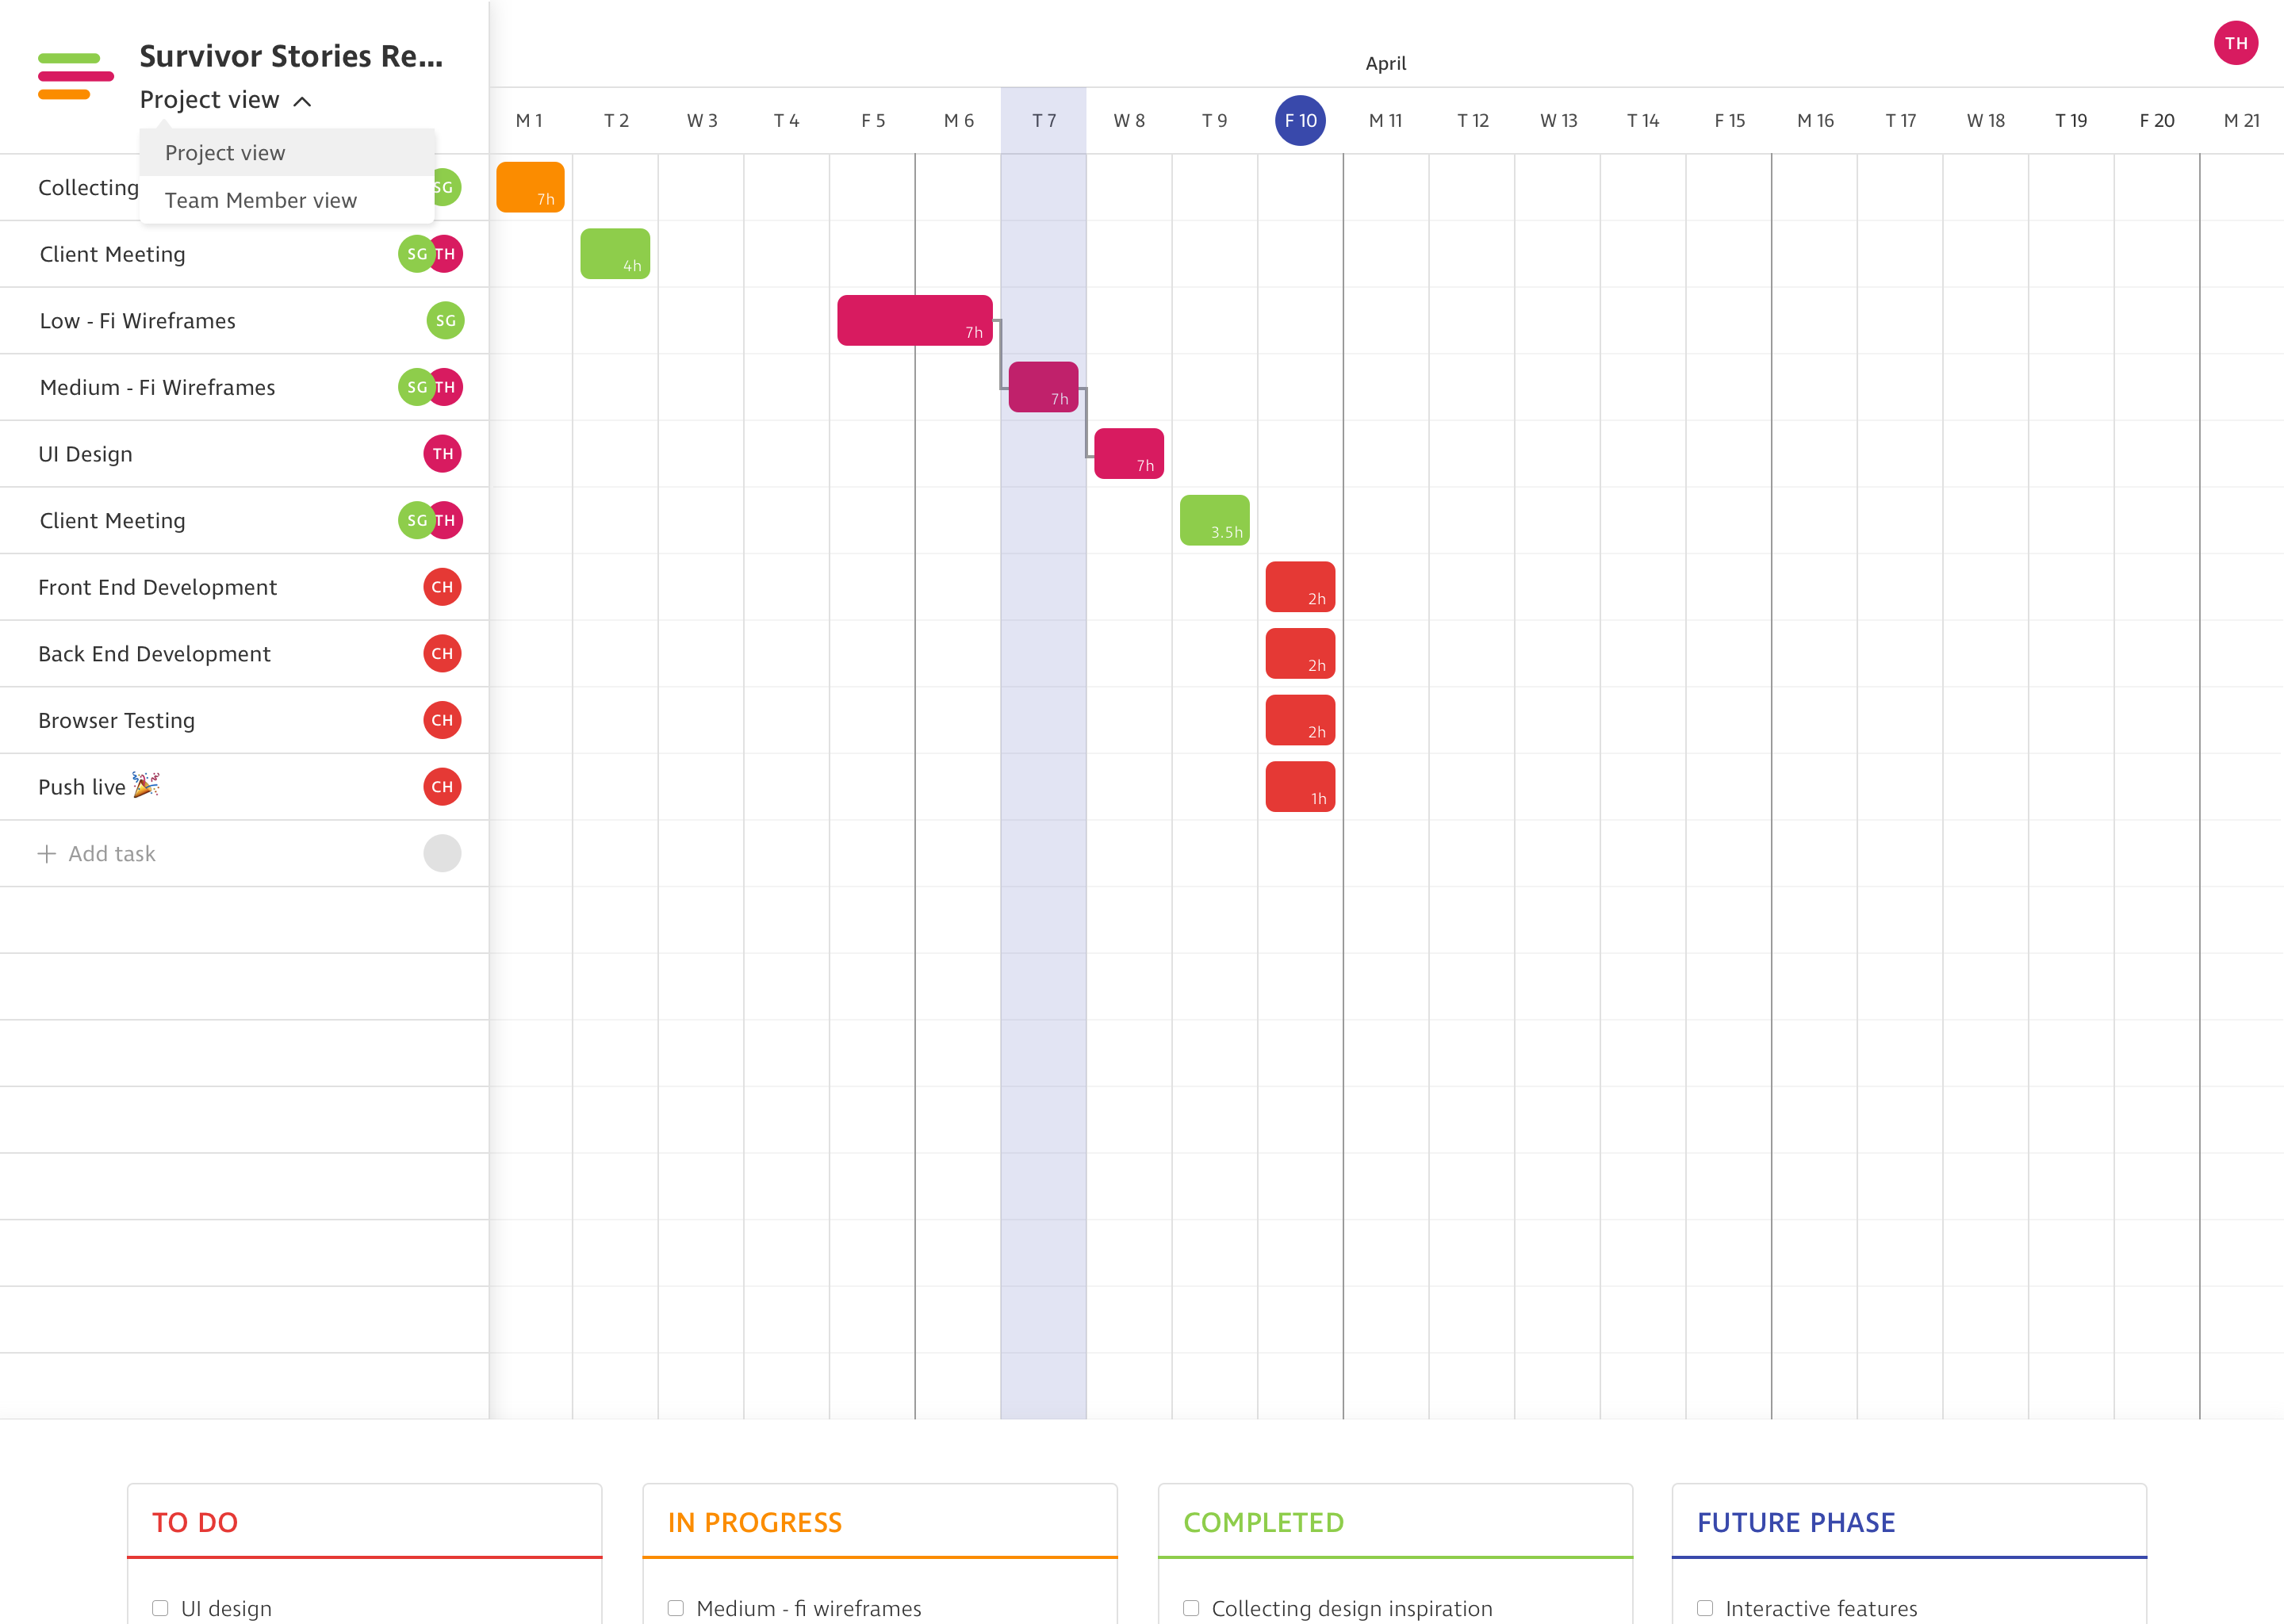 Survivor Stories Re...
Project view
Project view
Team Member view
April
TH
M 1 T 2 W 3 T 4 F 5 M 6 T 7 W 8 T 9 F 10 M 11 T 12 W 13 T 14 F 15 M 16 T 17 W 18 T 19 F 20 M 21
Collecting SG 7h
Client Meeting SG TH 4h
Low - Fi Wireframes SG 7h
Medium - Fi Wireframes SG TH 7h
UI Design TH 7h
Client Meeting SG TH 3.5h
Front End Development CH 2h
Back End Development CH 2h
Browser Testing CH 2h
Push live 🎉 CH 1h
+ Add task
TO DO
UI design
IN PROGRESS
Medium - fi wireframes
COMPLETED
Collecting design inspiration
FUTURE PHASE
Interactive features